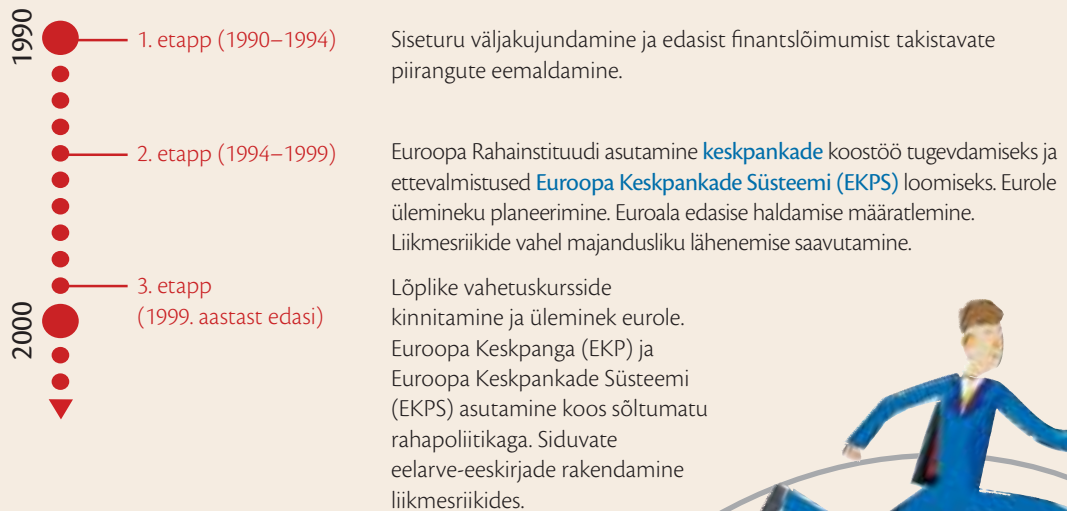 1990
1. etapp (1990–1994)
Siseturu väljakujundamine ja edasist finantslõimumist takistavate
piirangute eemaldamine.
2. etapp (1994–1999)
Euroopa Rahainstituudi asutamine keskpankade koostöö tugevdamiseks ja
ettevalmistused Euroopa Keskpankade Süsteemi (EKPS) loomiseks. Eurole
ülemineku planeerimine. Euroala edasise haldamise määratlemine.
Liikmesriikide vahel majandusliku lähenemise saavutamine.
3. etapp
(1999. aastast edasi)
2000
Lõplike vahetuskursside
kinnitamine ja üleminek eurole.
Euroopa Keskpanga (EKP) ja
Euroopa Keskpankade Süsteemi
(EKPS) asutamine koos sõltumatu
rahapoliitikaga. Siduvate
eelarve-eeskirjade rakendamine
liikmesriikides.